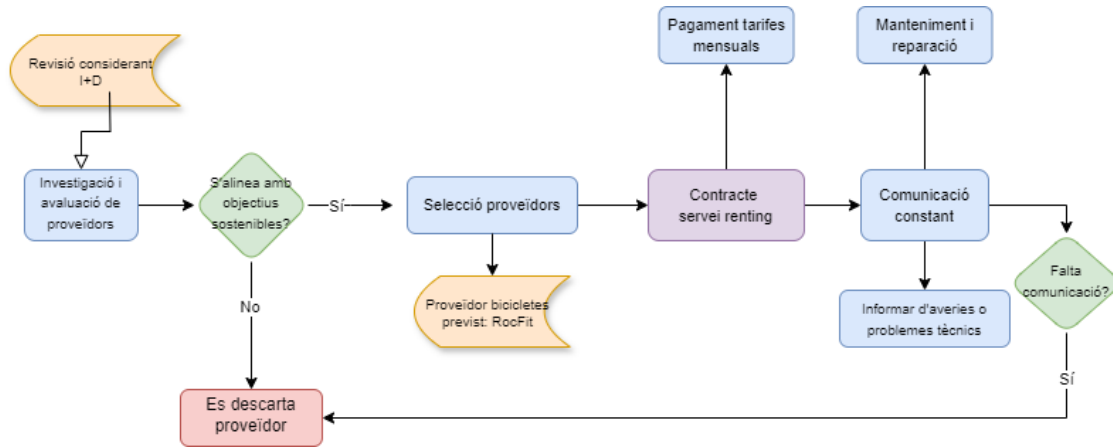 Pagament tarifes
mensuals
Manteniment i
reparació
Revisió considerant
I+D
Investigació i
avaluació de
proveïdors
S'alinea amb
objectius
sostenibles?
Sí
Selecció proveïdors
Contracte
servei renting
Comunicació
constant
Falta
comunicació?
No
Proveïdor bicicletes
previst: RocFit
Informar d'averies o
problemes tècnics
Sí
Es descarta
proveïdor